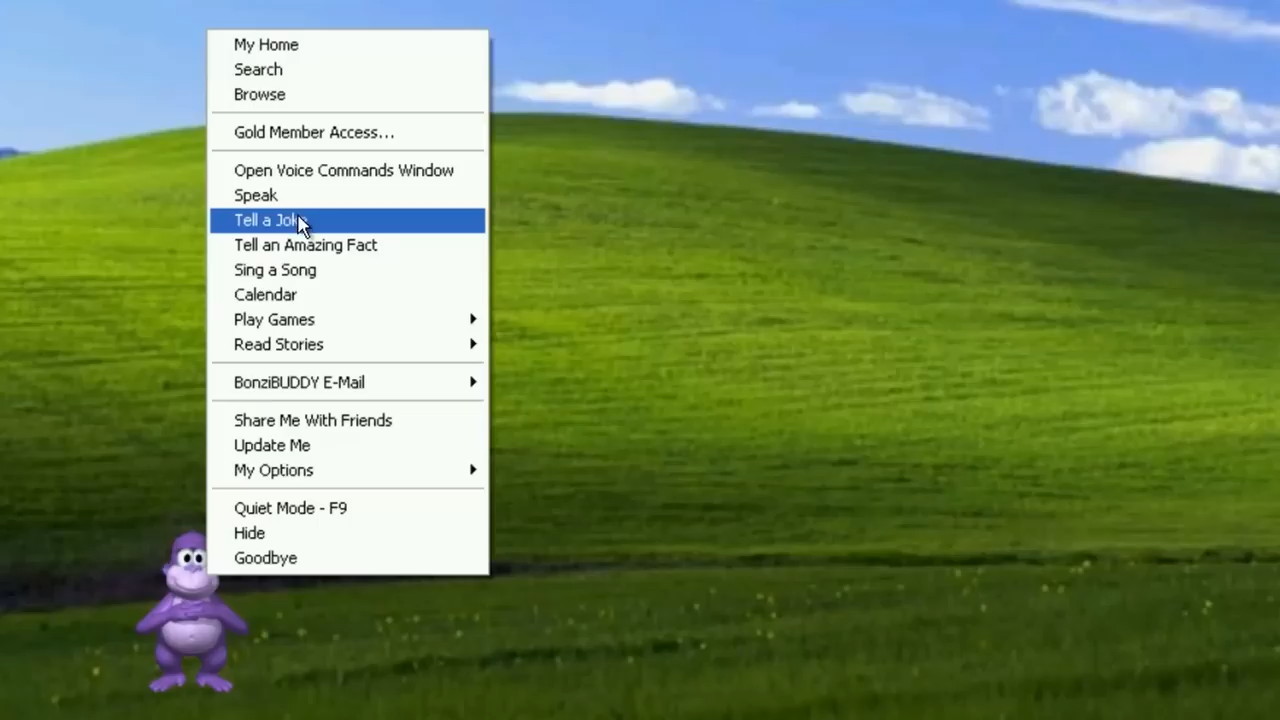 My Home
Search
Browse
Gold Member Access...
Open Voice Commands Window
Speak
Tell a
Tell an Amazing Fact
Sing a Song
Calendar
Play Games
Read Stories
BonziBUDDY E-Mail
Share Me With Friends
Update Me
My Options
Quiet Mode - F9
Hide
Goodbye